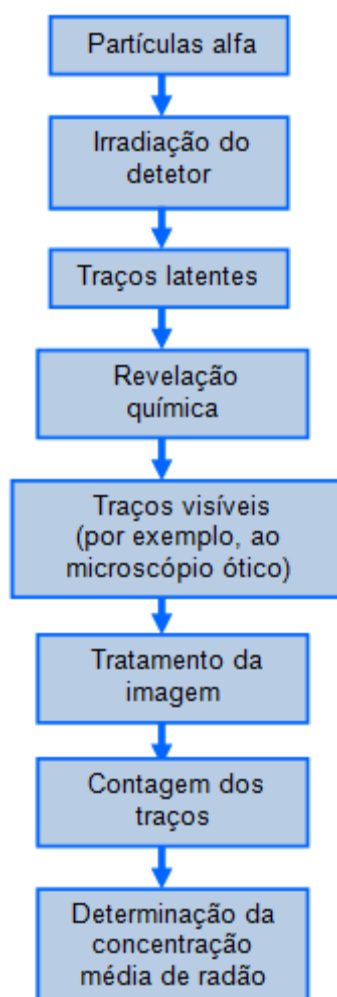 Partículas alfa
Irradiação do
detetor
Traços latentes
Revelação
química
Traços visíveis
(por exemplo, ao
microscópio ótico)
Tratamento da
imagem
Contagem dos
traços
Determinação da
concentração
média de radão